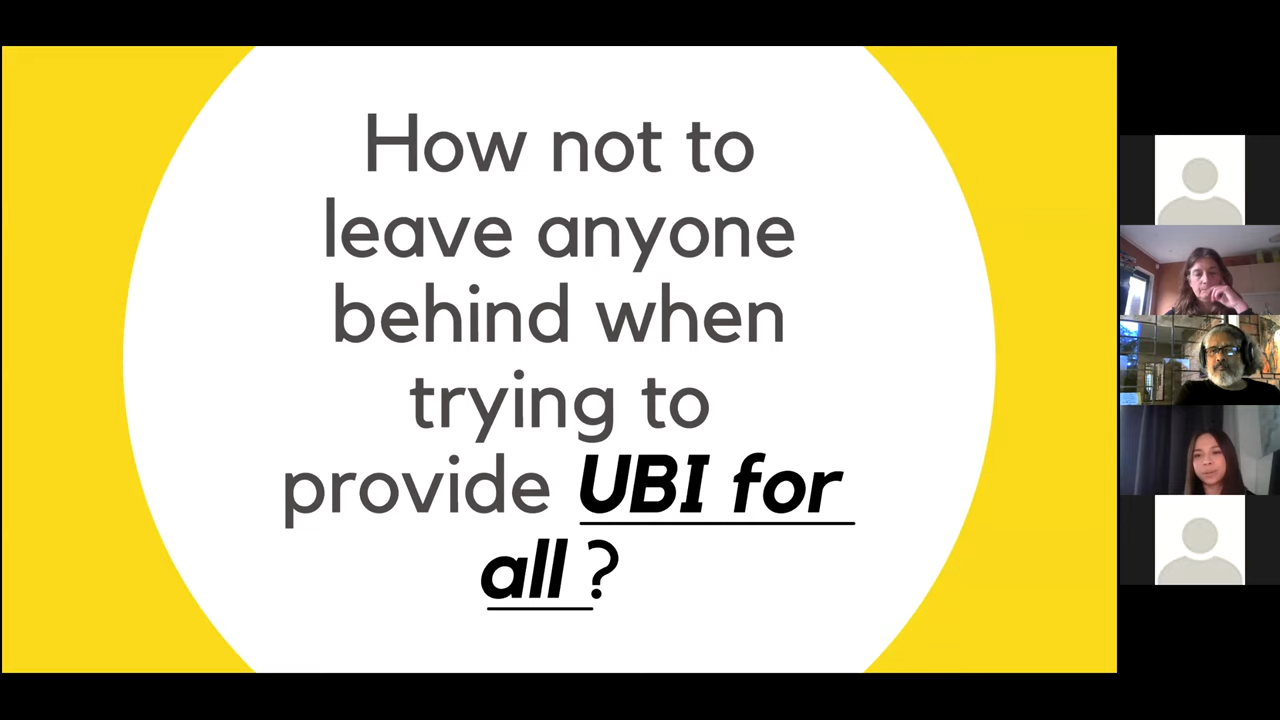 How not to
leave anyone
behind when
trying to
provide UBI for
all ?